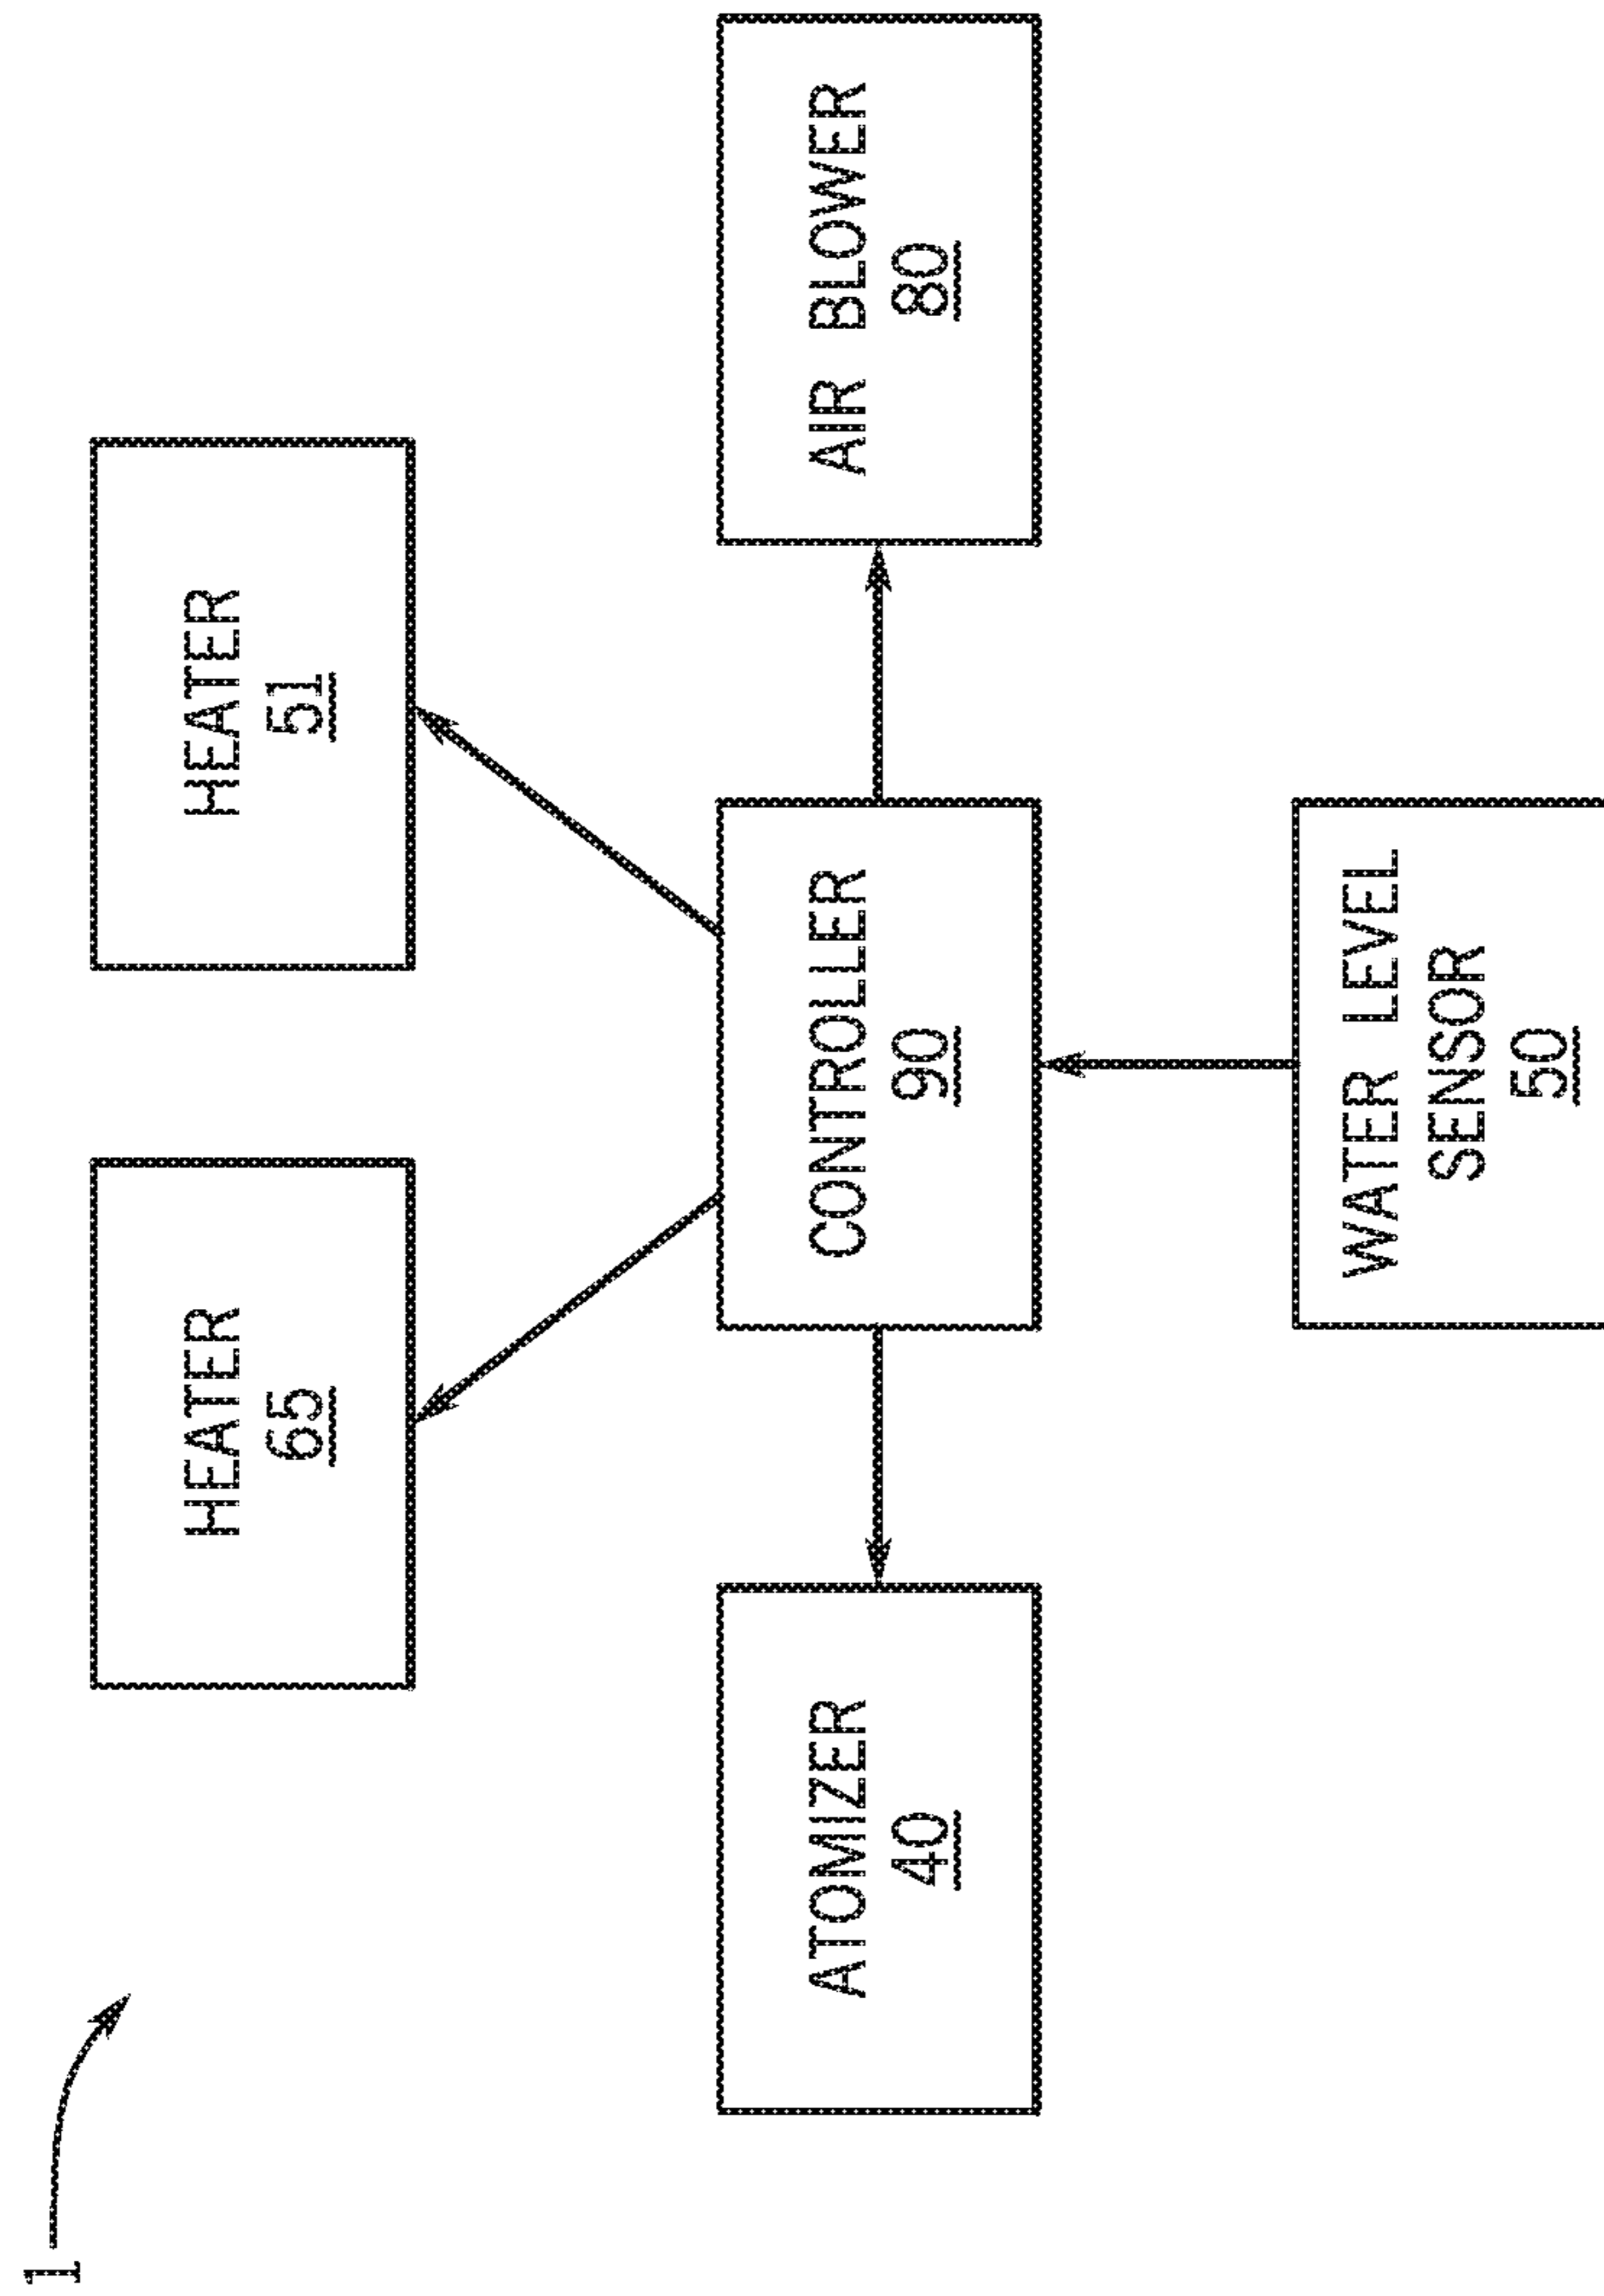 1
HEATER
65
HEATER
51
ATOMIZER
40
CONTROLLER
90
AIR BLOWER
80
WATER LEVEL
SENSOR
50